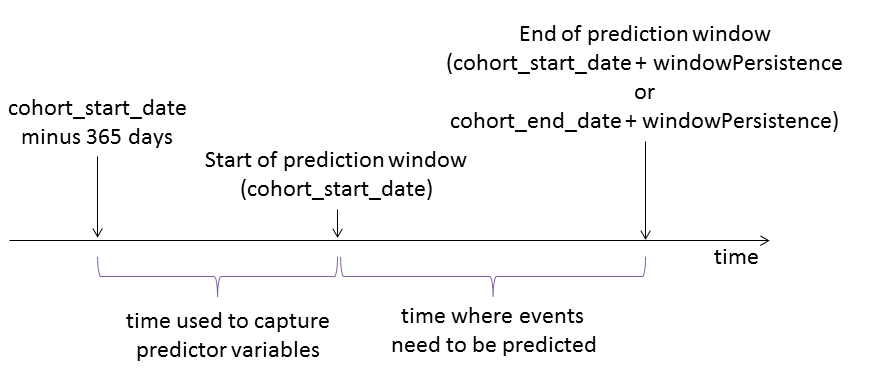 End of prediction window
(cohort_start_date + windowPersistence
or
cohort_end_date + windowPersistence)
cohort_start_date
minus 365 days
Start of prediction window
(cohort_start_date)
time
time used to capture
predictor variables
time where events
need to be predicted